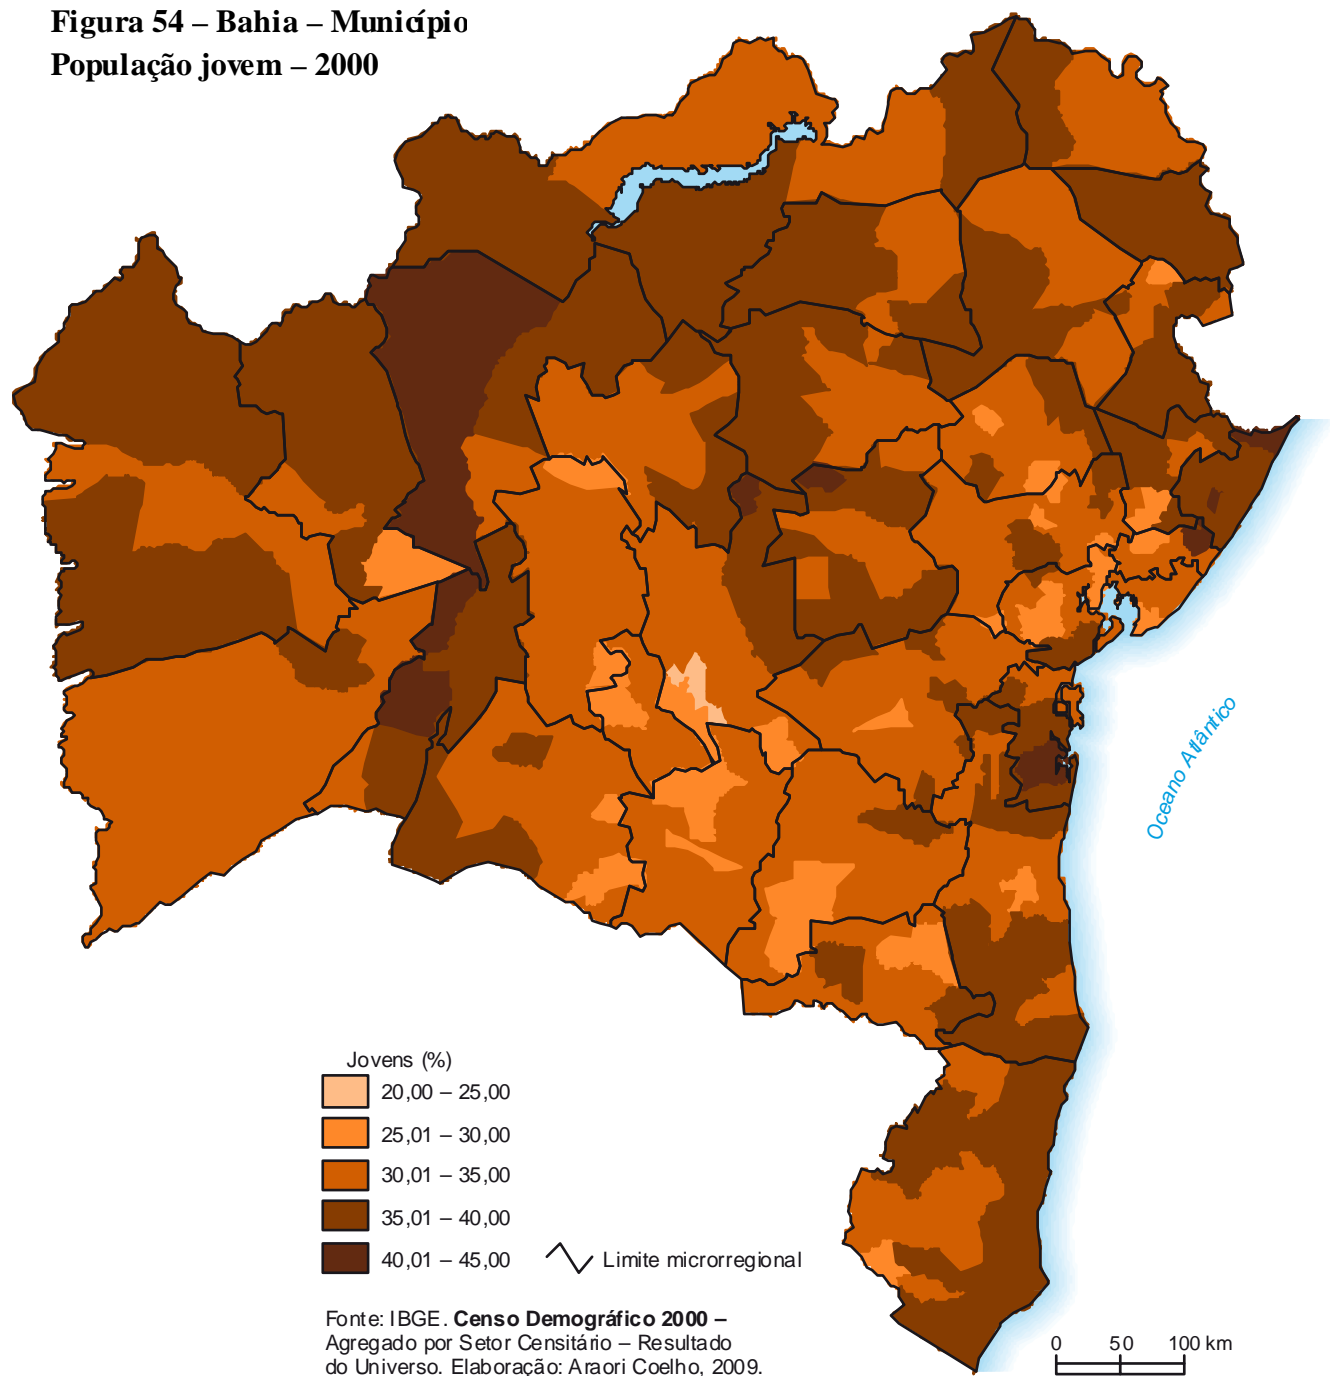 Figura 54 – Bahia – Município
População jovem – 2000
Oceano Atlântico
Jovens (%)
20,00 – 25,00
25,01 – 30,00
30,01 – 35,00
35,01 – 40,00
40,01 – 45,00
Limite microrregional
Fonte: IBGE. Censo Demográfico 2000 –
Agregado por Setor Censitário – Resultado
do Universo. Elaboração: Araori Coelho, 2009.
0 50 100 km